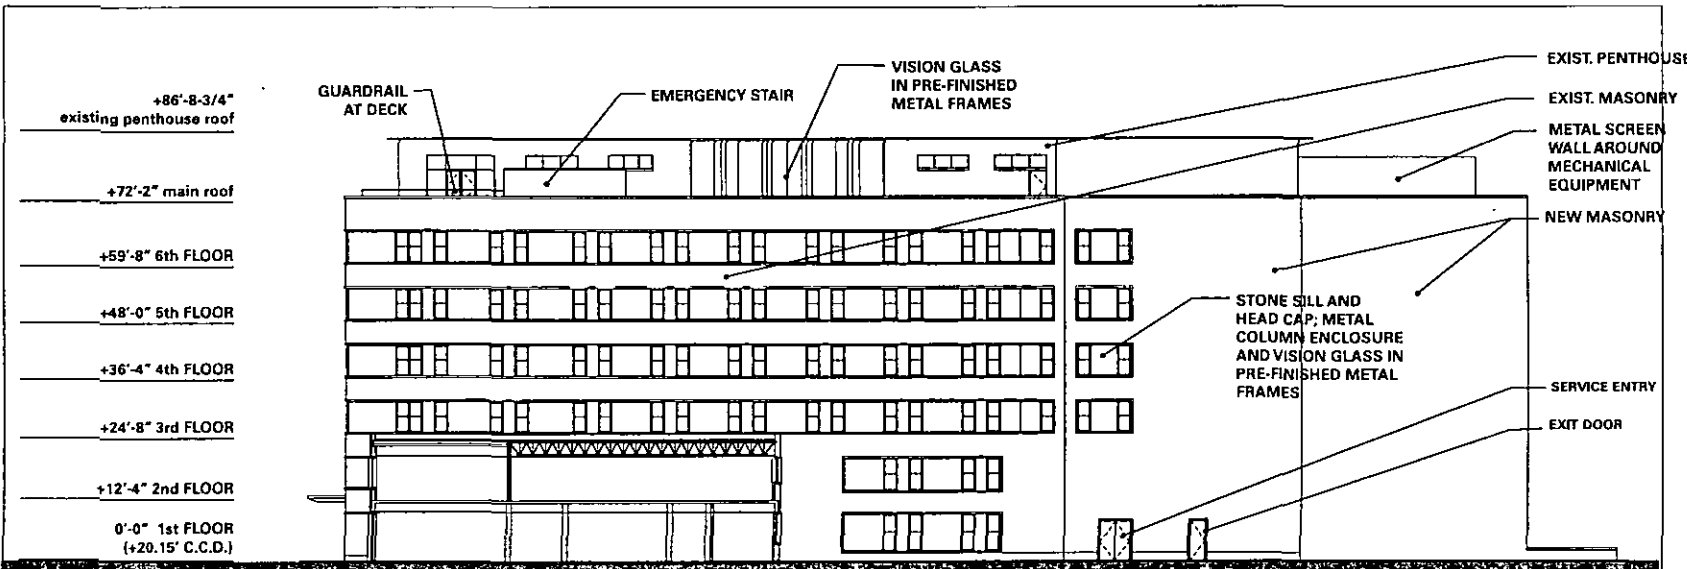 +86'-8-3/4"
existing penthouse roof
+72'-2" main roof
+59'-8" 6th FLOOR
+48'-0" 5th FLOOR
+36'-4" 4th FLOOR
+24'-8" 3rd FLOOR
+12'-4" 2nd FLOOR
0'-0" 1st FLOOR
(+20.15' C.C.D.)
GUARDRAIL
AT DECK
EMERGENCY STAIR
VISION GLASS
IN PRE-FINISHED
METAL FRAMES
EXIST. PENTHOUSE
EXIST. MASONRY
METAL SCREEN
WALL AROUND
MECHANICAL
EQUIPMENT
NEW MASONRY
STONE SILL AND
HEAD CAP; METAL
COLUMN ENCLOSURE
AND VISION GLASS IN
PRE-FINISHED METAL
FRAMES
SERVICE ENTRY
EXIT DOOR